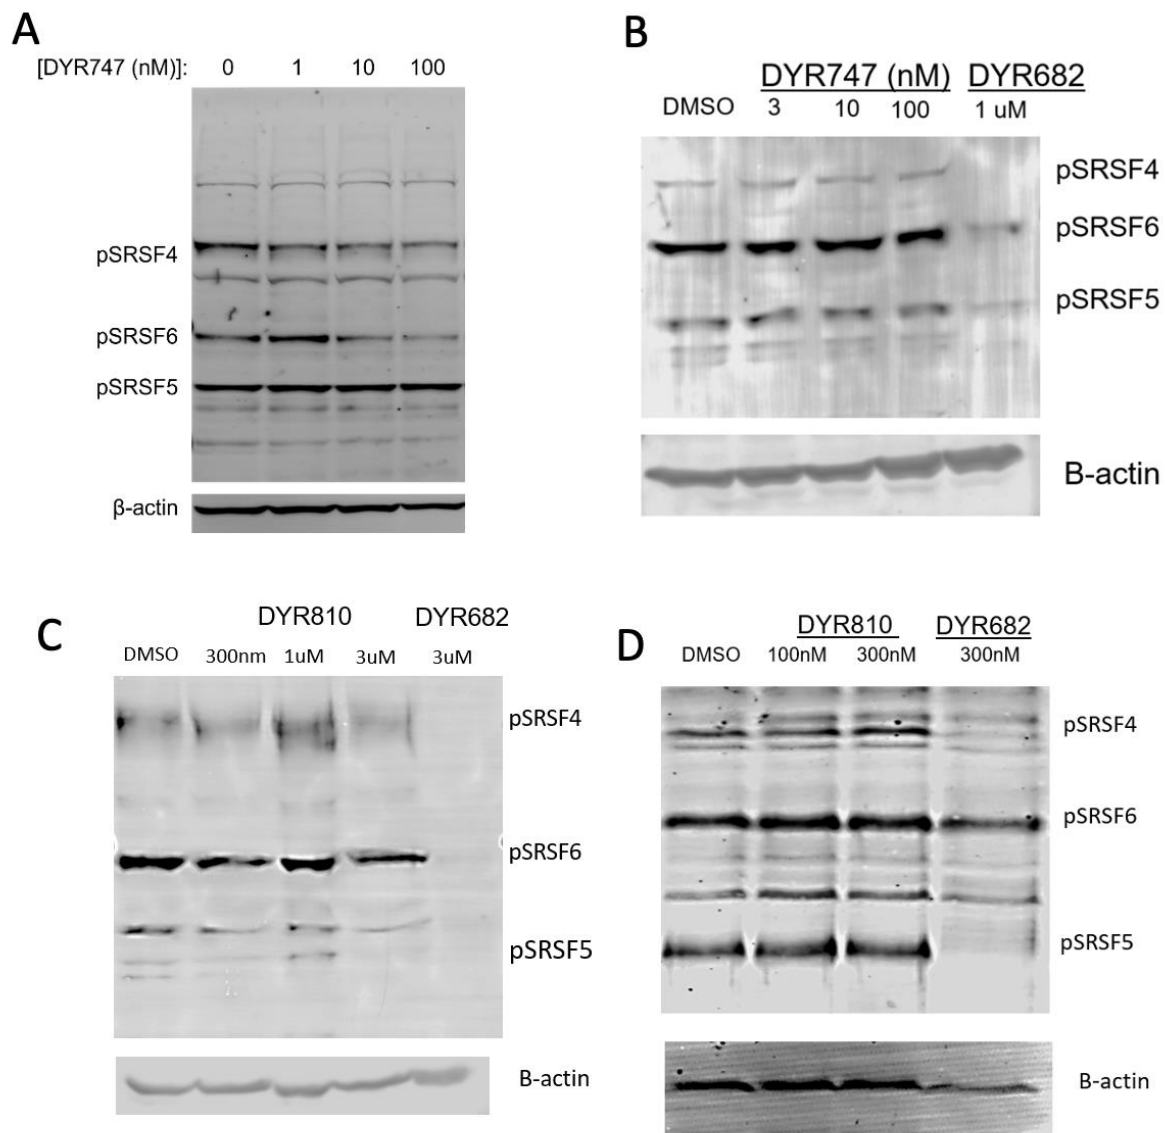 A
[DYR747 (nM)]: 0 1 10 100
pSRSF4
pSRSF6
pSRSF5
β-actin
B
DYR747 (nM) DYR682
DMSO 3 10 100 1 uM
pSRSF4
pSRSF6
pSRSF5
B-actin
C
DYR810 DYR682
DMSO 300nm 1uM 3uM 3uM
pSRSF4
pSRSF6
pSRSF5
B-actin
D
DYR810 DYR682
DMSO 100nM 300nM 300nM
pSRSF4
pSRSF6
pSRSF5
B-actin